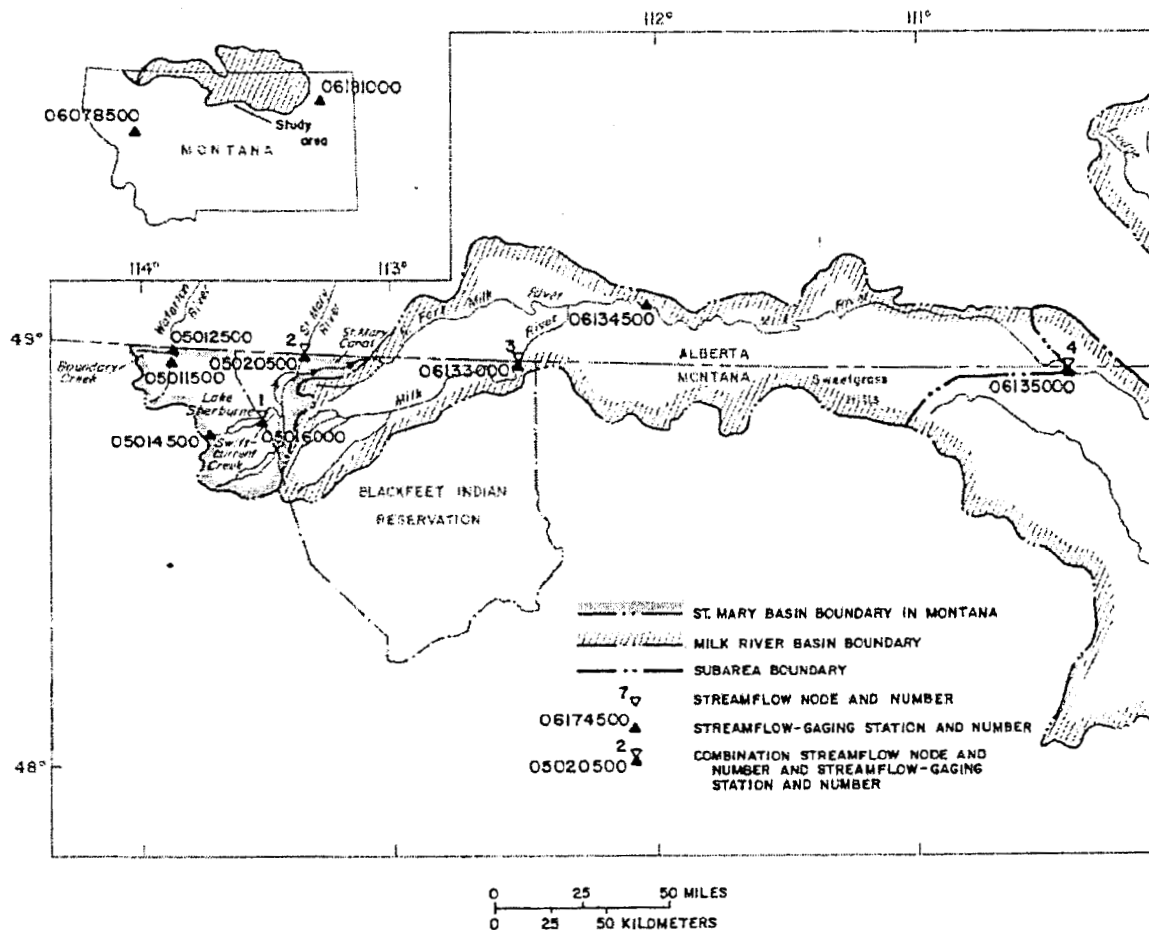 112°
111°
06181000
06078500
Study
area
MONTANA
114°
113°
Waterton
River
St. Mary
River
49°
05012500
2
St. Mary
Canal
N. Fork Milk River
06134500
Milk River
River
3
4
Boundary
Creek
05020500
05011500
ALBERTA
06133000
MONTANA
Sweetgrass
Hills
06135000
Lake
Sherburne
1
Milk
05014500
05016000
Swift-
current
Creek
BLACKFEET INDIAN
RESERVATION
ST. MARY BASIN BOUNDARY IN MONTANA
MILK RIVER BASIN BOUNDARY
SUBAREA BOUNDARY
7
STREAMFLOW NODE AND NUMBER
06174500
STREAMFLOW-GAGING STATION AND NUMBER
2
05020500
COMBINATION STREAMFLOW NODE AND
NUMBER AND STREAMFLOW-GAGING
STATION AND NUMBER
48°
0 25 50 MILES
0 25 50 KILOMETERS